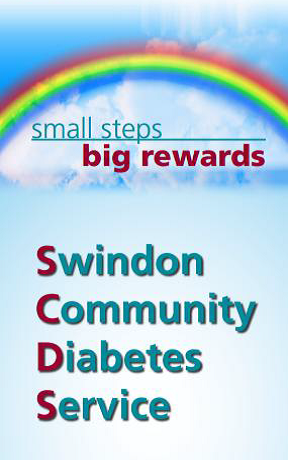 small steps
big rewards
Swindon
Community
Diabetes
Service